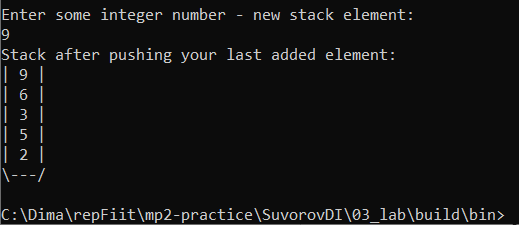 Enter some integer number - new stack element:
9
Stack after pushing your last added element:
| 9 |
| 6 |
| 3 |
| 5 |
| 2 |
\---/
C:\Dima\repFiit\mp2-practice\SuvorovDI\03_lab\build\bin>